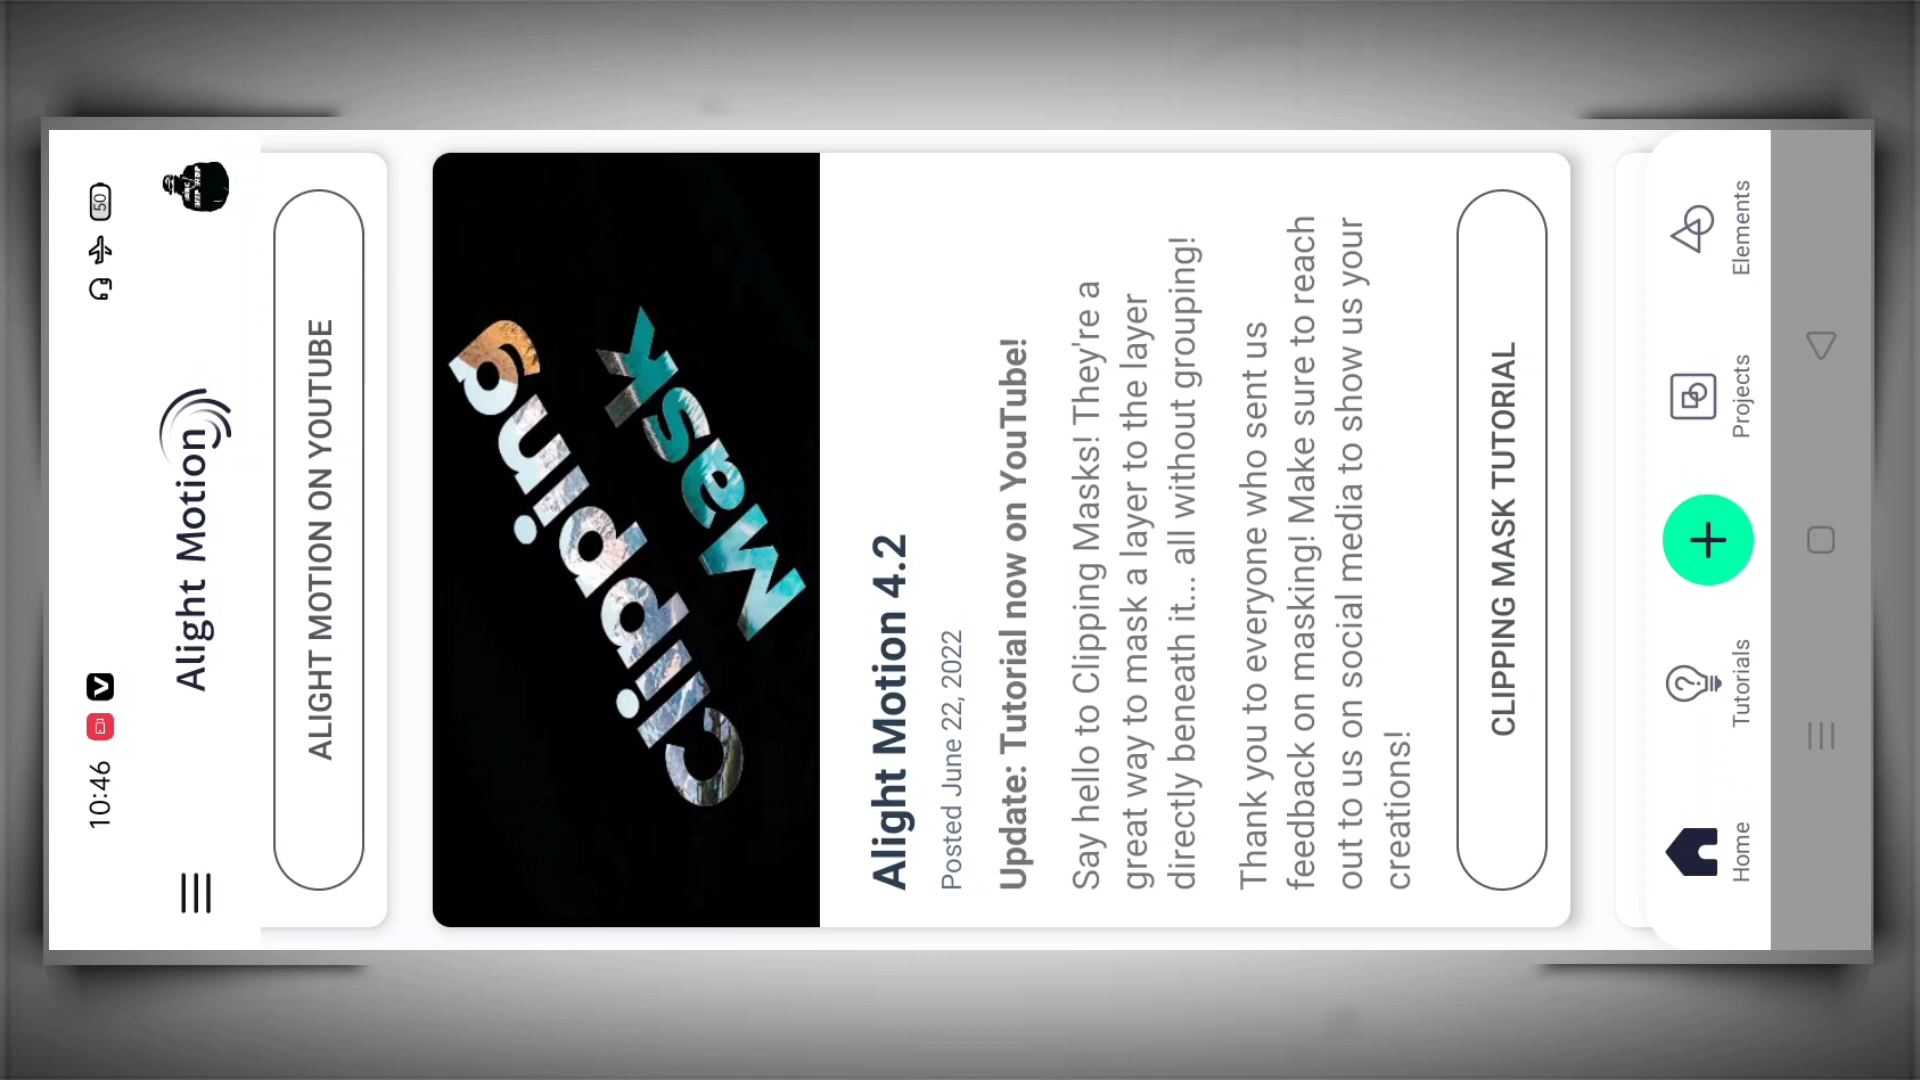 10:46
50
Alight Motion
ALIGHT MOTION ON YOUTUBE
Clipping
Mask
Alight Motion 4.2
Posted June 22, 2022
Update: Tutorial now on YouTube!
Say hello to Clipping Masks! They're a
great way to mask a layer to the layer
directly beneath it... all without grouping!
Thank you to everyone who sent us
feedback on masking! Make sure to reach
out to us on social media to show us your
creations!
CLIPPING MASK TUTORIAL
Home
Tutorials
Projects
Elements